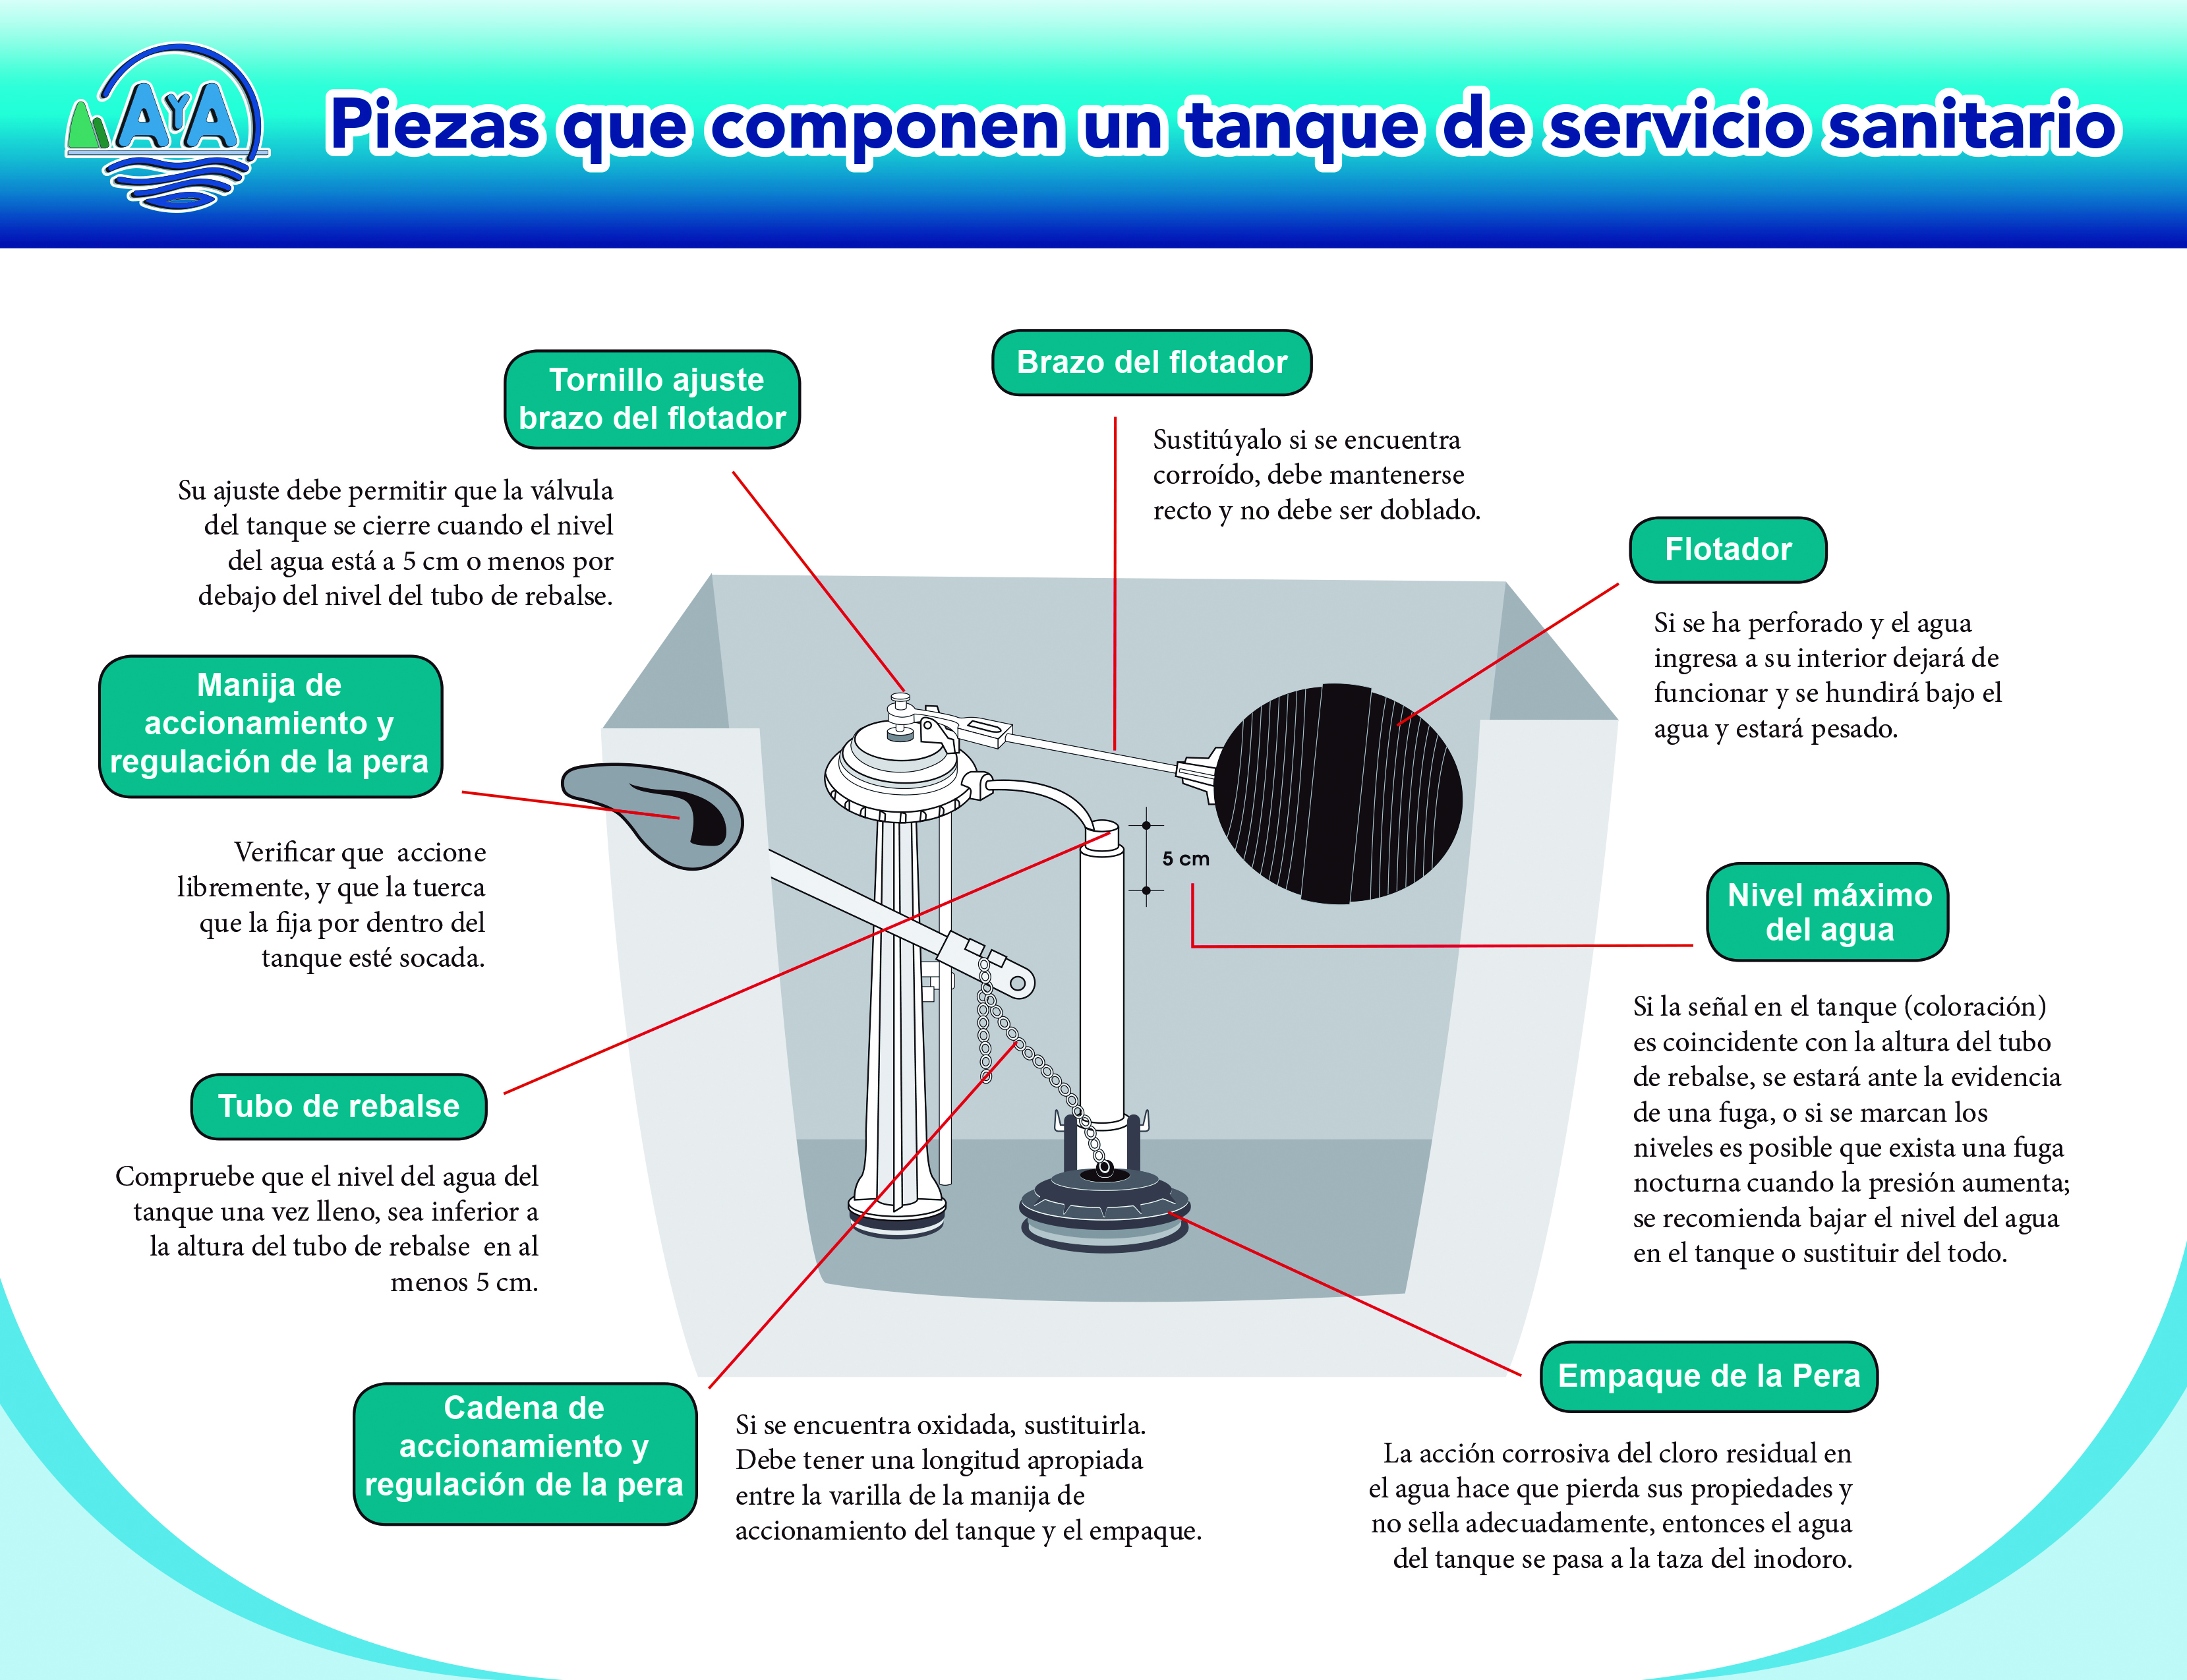 AYA
Piezas que componen un tanque de servicio sanitario
Tornillo ajuste
brazo del flotador
Su ajuste debe permitir que la válvula
del tanque se cierre cuando el nivel
del agua está a 5 cm o menos por
debajo del nivel del tubo de rebalse.
Brazo del flotador
Sustitúyalo si se encuentra
corroído, debe mantenerse
recto y no debe ser doblado.
Flotador
Si se ha perforado y el agua
ingresa a su interior dejará de
funcionar y se hundirá bajo el
agua y estará pesado.
Manija de
accionamiento y
regulación de la pera
Verificar que  accione
libremente, y que la tuerca
que la fija por dentro del
tanque esté socada.
5 cm
Nivel máximo
del agua
Si la señal en el tanque (coloración)
es coincidente con la altura del tubo
de rebalse, se estará ante la evidencia
de una fuga, o si se marcan los
niveles es posible que exista una fuga
nocturna cuando la presión aumenta;
se recomienda bajar el nivel del agua
en el tanque o sustituir del todo.
Tubo de rebalse
Compruebe que el nivel del agua del
tanque una vez lleno, sea inferior a
la altura del tubo de rebalse  en al
menos 5 cm.
Cadena de
accionamiento y
regulación de la pera
Si se encuentra oxidada, sustituirla.
Debe tener una longitud apropiada
entre la varilla de la manija de
accionamiento del tanque y el empaque.
Empaque de la Pera
La acción corrosiva del cloro residual en
el agua hace que pierda sus propiedades y
no sella adecuadamente, entonces el agua
del tanque se pasa a la taza del inodoro.